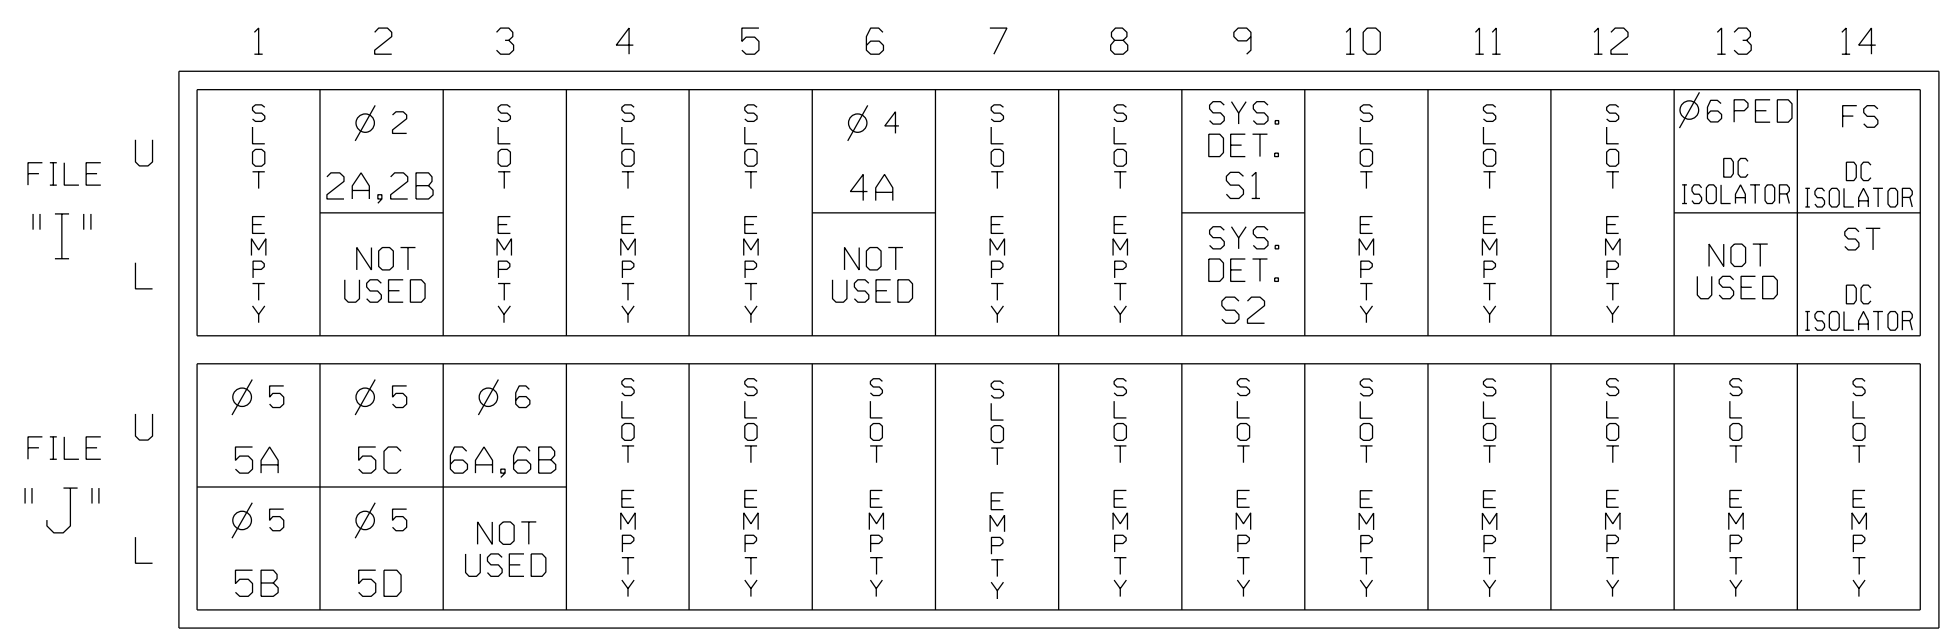 1 2 3 4 5 6 7 8 9 10 11 12 13 14
FILE
"I"
U
L
SLOT EMPTY
ø 2
2A,2B
NOT
USED
SLOT EMPTY
SLOT EMPTY
SLOT EMPTY
ø 4
4A
NOT
USED
SLOT EMPTY
SLOT EMPTY
SYS.
DET.
S1
SYS.
DET.
S2
SLOT EMPTY
SLOT EMPTY
SLOT EMPTY
ø6 PED
DC
ISOLATOR
NOT
USED
FS
DC
ISOLATOR
ST
DC
ISOLATOR
FILE
"J"
U
L
ø 5
5A
ø 5
5B
ø 5
5C
ø 5
5D
ø 6
6A,6B
NOT
USED
SLOT EMPTY
SLOT EMPTY
SLOT EMPTY
SLOT EMPTY
SLOT EMPTY
SLOT EMPTY
SLOT EMPTY
SLOT EMPTY
SLOT EMPTY
SLOT EMPTY
SLOT EMPTY